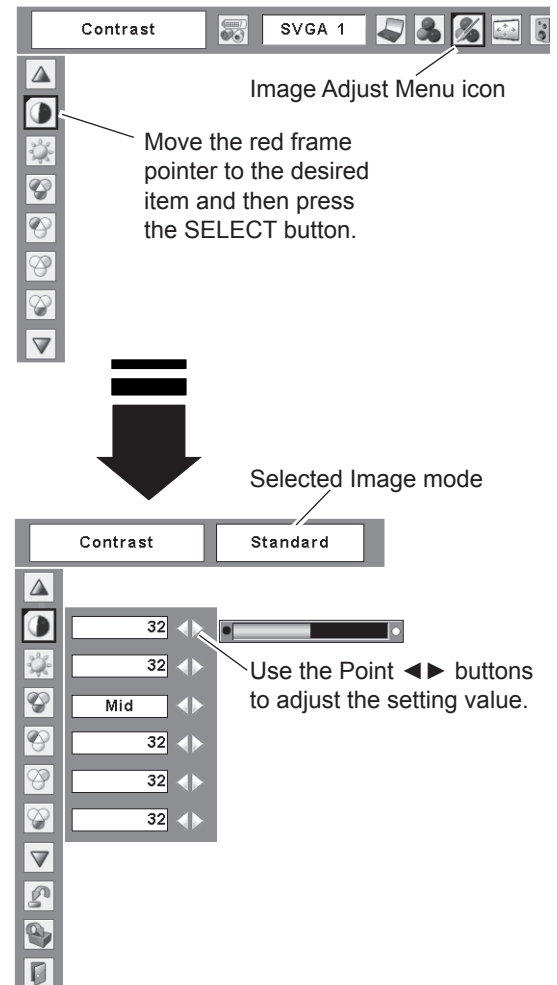 Contrast
SVGA 1
Image Adjust Menu icon
Move the red frame
pointer to the desired
item and then press
the SELECT button.
Selected Image mode
Contrast
Standard
32
32
Use the Point ◄► buttons
to adjust the setting value.
Mid
32
32
32